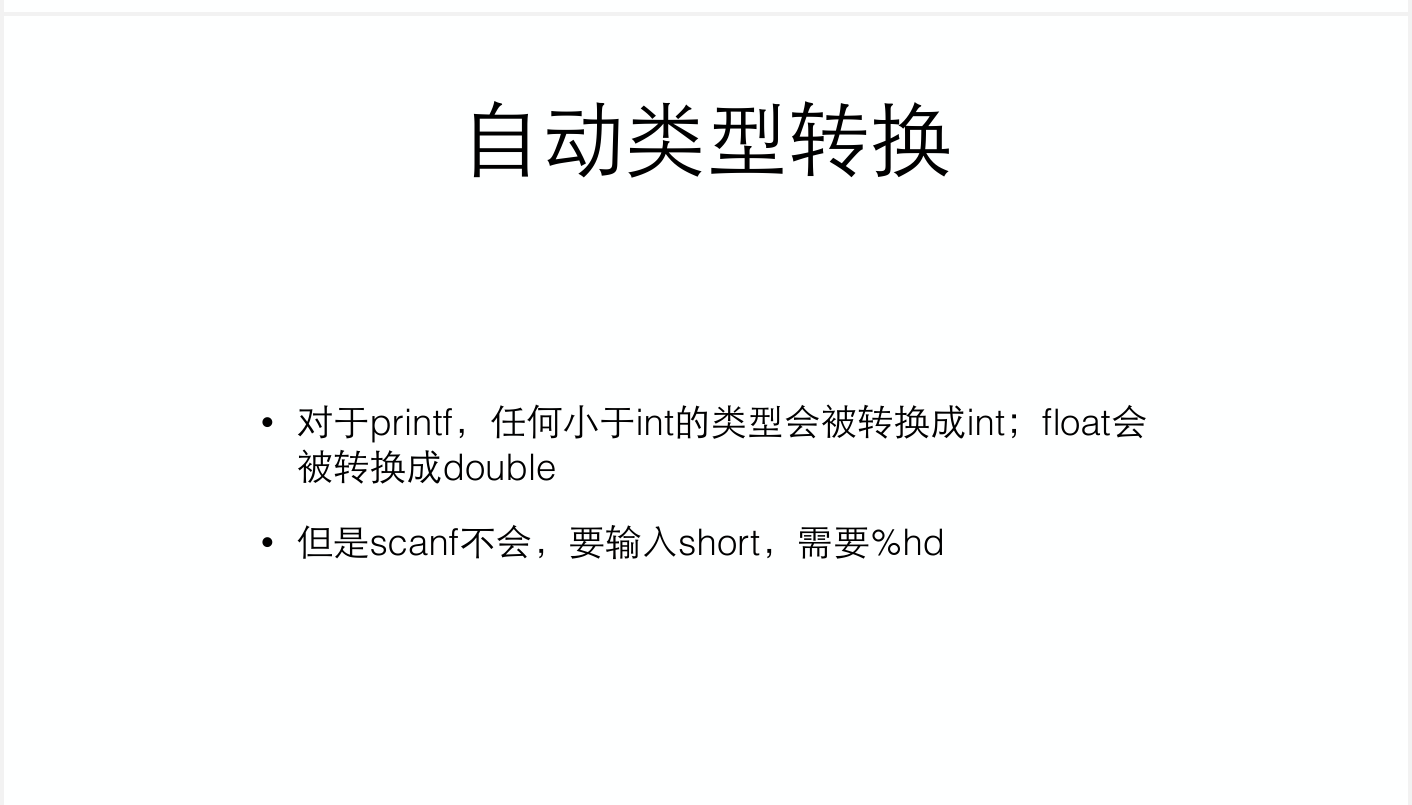 自动类型转换
• 对于printf，任何小于int的类型会被转换成int；float会
被转换成double
• 但是scanf不会，要输入short，需要%hd